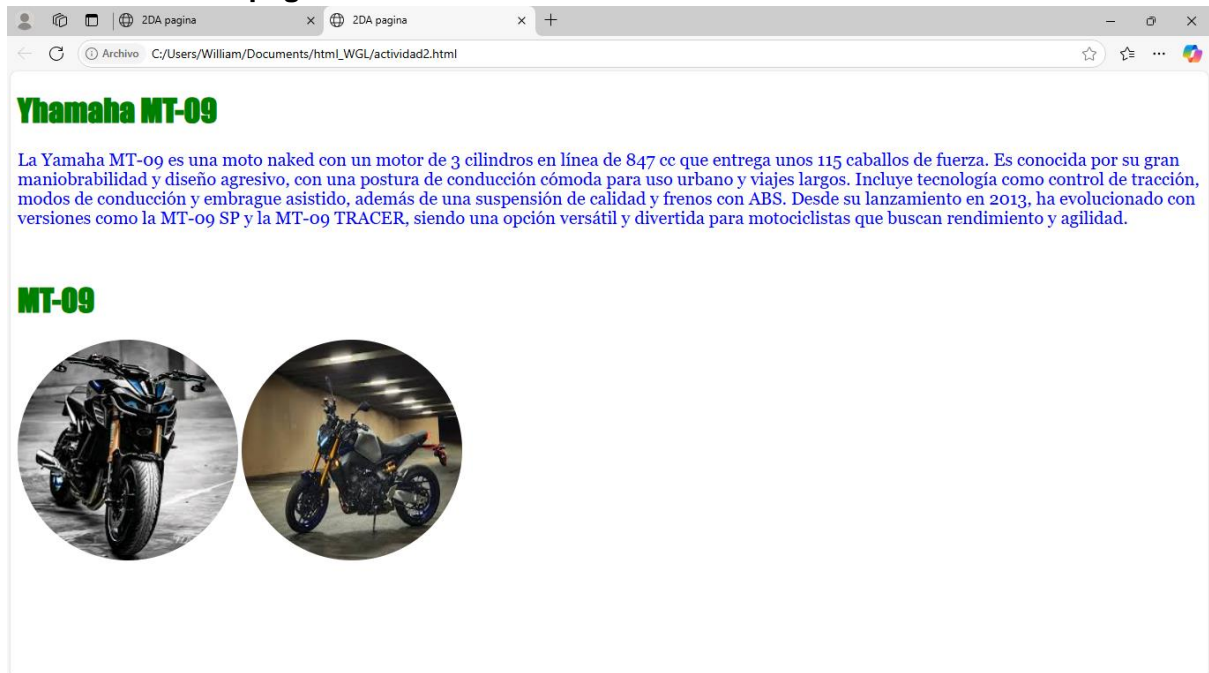 2DA pagina
2DA pagina
Archivo C:/Users/William/Documents/html_WGL/actividad2.html
Yhamaha MT-09
La Yamaha MT-09 es una moto naked con un motor de 3 cilindros en línea de 847 cc que entrega unos 115 caballos de fuerza. Es conocida por su gran
maniobrabilidad y diseño agresivo, con una postura de conducción cómoda para uso urbano y viajes largos. Incluye tecnología como control de tracción,
modos de conducción y embrague asistido, además de una suspensión de calidad y frenos con ABS. Desde su lanzamiento en 2013, ha evolucionado con
versiones como la MT-09 SP y la MT-09 TRACER, siendo una opción versátil y divertida para motociclistas que buscan rendimiento y agilidad.
MT-09